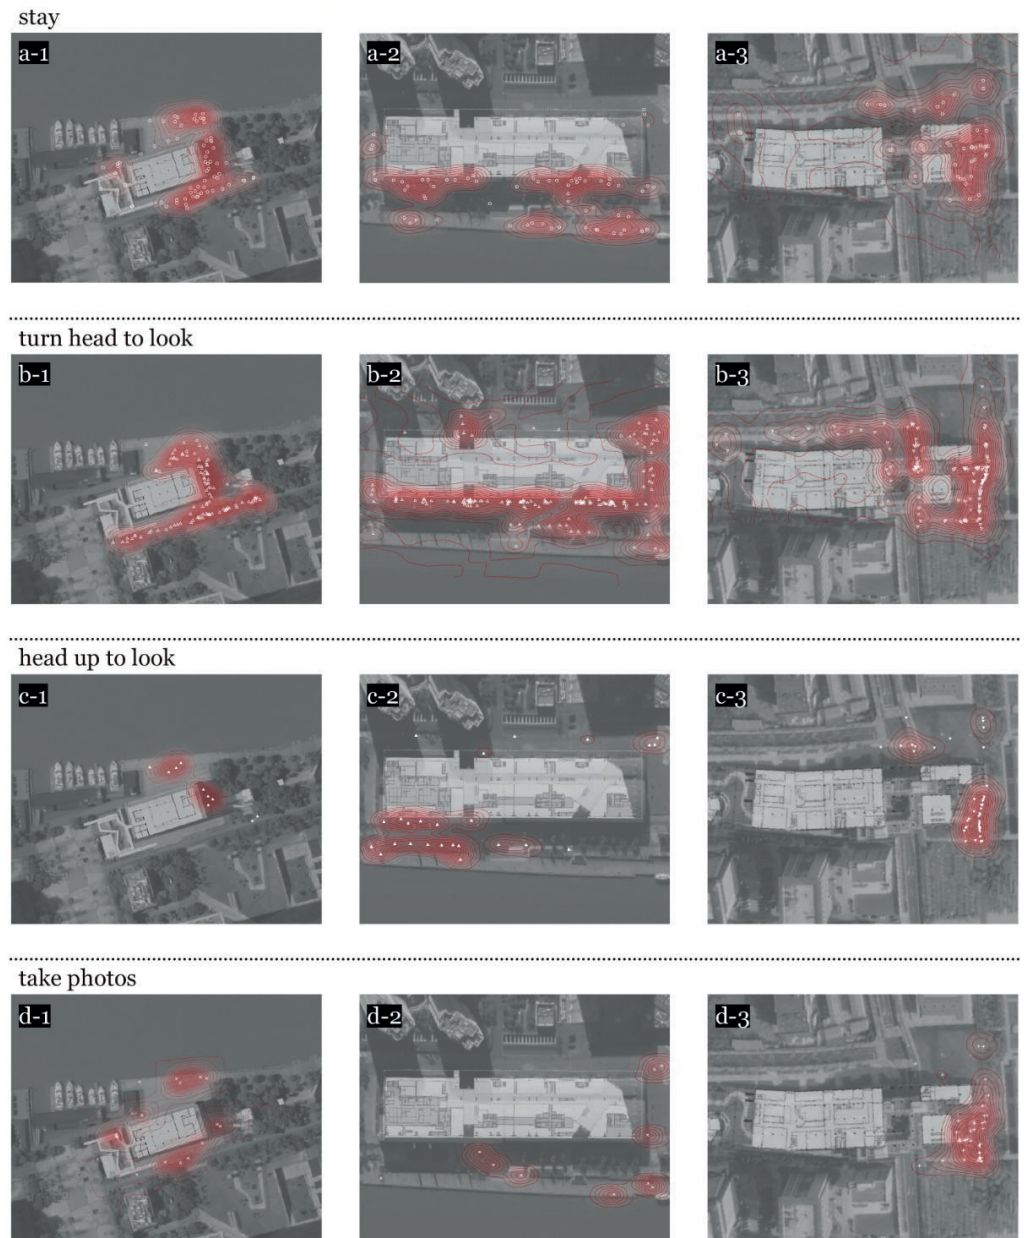 stay
a-1
a-2
a-3
turn head to look
b-1
b-2
b-3
head up to look
c-1
c-2
c-3
take photos
d-1
d-2
d-3